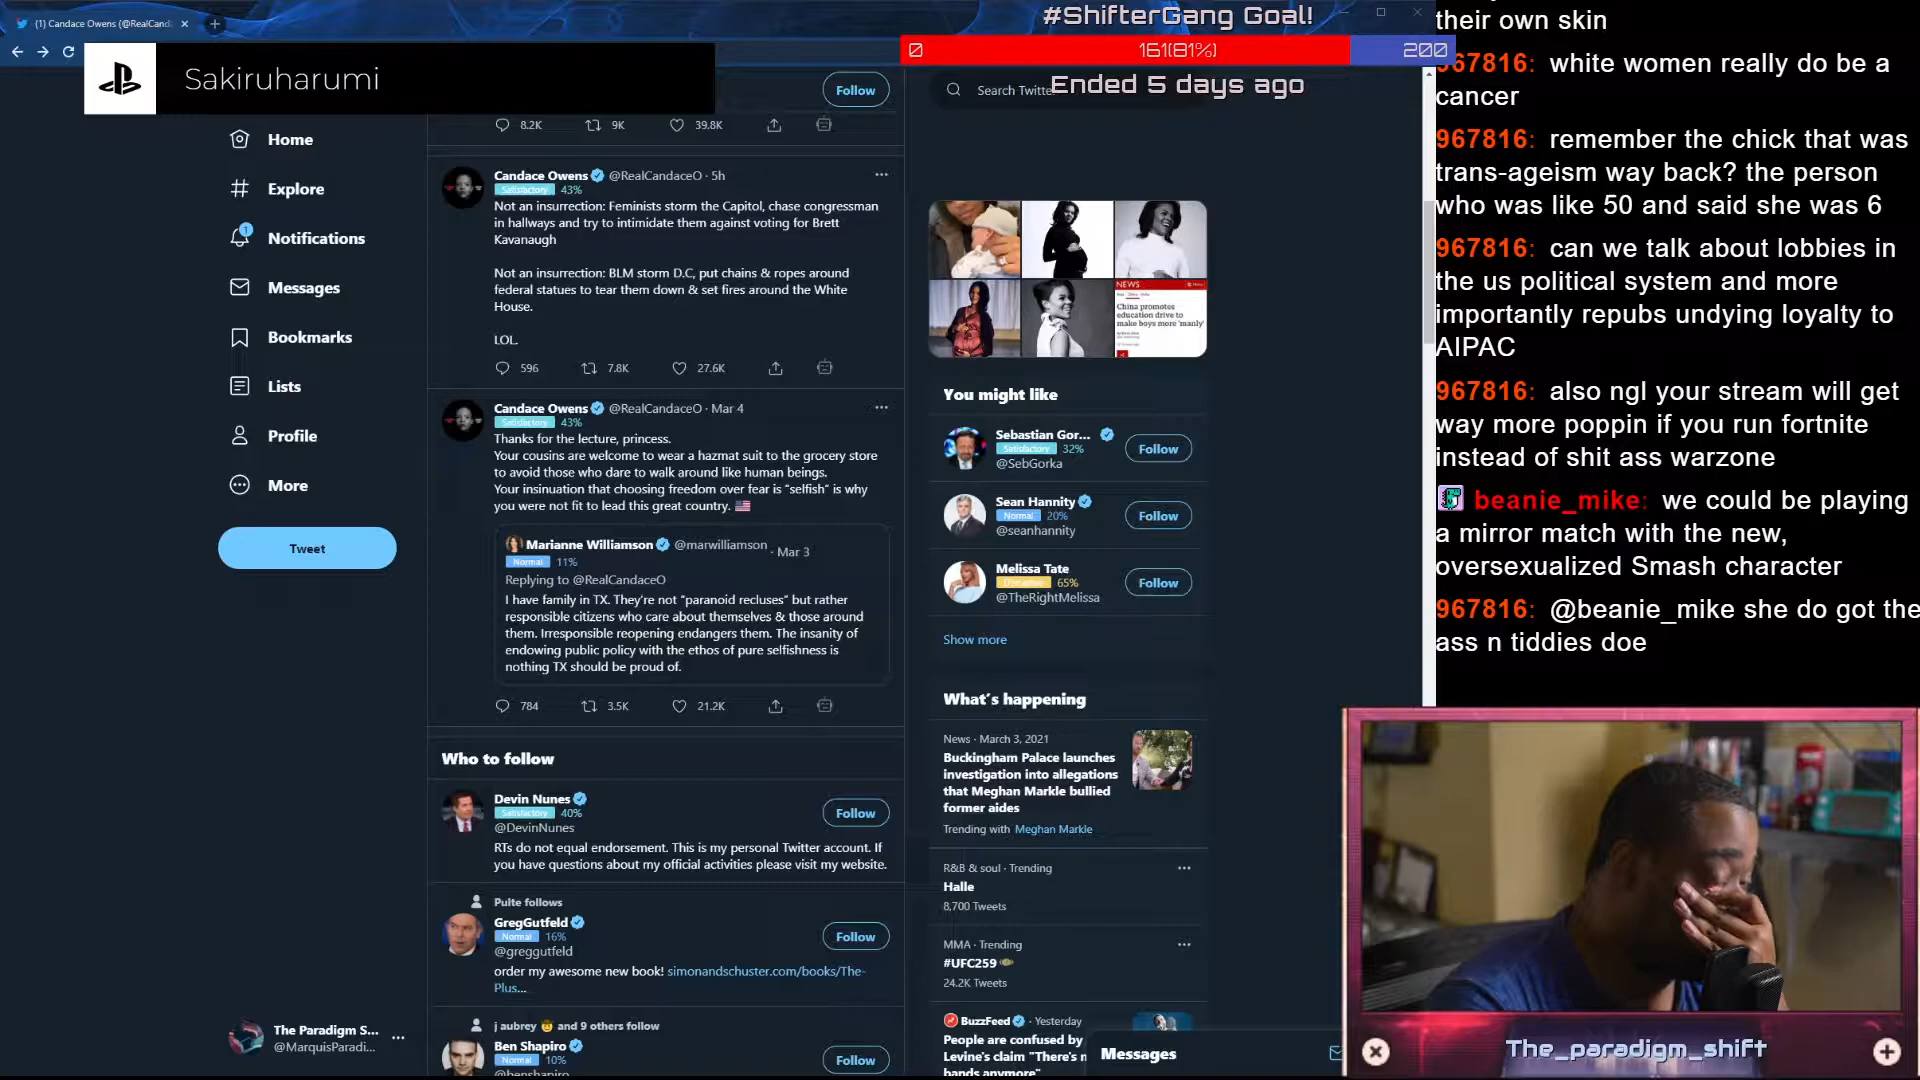 (1) Candace Owens (@RealCand
Sakiruharumi
#ShifterGang Goal!
0
161(81%)
200
Ended 5 days ago
Follow
Search Twitte
8.2K
9K
39.8K
Home
Explore
1
Notifications
Messages
Bookmarks
Lists
Profile
More
Tweet
The Paradigm S...
@MarquisParadi...
Candace Owens @RealCandaceO · 5h
Satisfactory 43%
Not an insurrection: Feminists storm the Capitol, chase congressman
in hallways and try to intimidate them against voting for Brett
Kavanaugh
Not an insurrection: BLM storm D.C, put chains & ropes around
federal statues to tear them down & set fires around the White
House.
LOL.
596
7.8K
27.6K
Candace Owens @RealCandaceO · Mar 4
Satisfactory 43%
Thanks for the lecture, princess.
Your cousins are welcome to wear a hazmat suit to the grocery store
to avoid those who dare to walk around like human beings.
Your insinuation that choosing freedom over fear is “selfish” is why
you were not fit to lead this great country. 🇺🇸
Marianne Williamson @marwilliamson · Mar 3
Normal 11%
Replying to @RealCandaceO
I have family in TX. They’re not “paranoid recluses” but rather
responsible citizens who care about themselves & those around
them. Irresponsible reopening endangers them. The insanity of
endowing public policy with the ethos of pure selfishness is
nothing TX should be proud of.
784
3.5K
21.2K
Who to follow
Devin Nunes
Satisfactory 40%
@DevinNunes
Follow
RTs do not equal endorsement. This is my personal Twitter account. If
you have questions about my official activities please visit my website.
Pulte follows
GregGutfeld
Normal 16%
@greggutfeld
Follow
order my awesome new book! simonandschuster.com/books/The-
Plus...
j aubrey 🤠 and 9 others follow
Ben Shapiro
Normal 10%
@benshapiro
Follow
NEWS
China promotes
education drive to
make boys more 'manly'
You might like
Sebastian Gor...
Satisfactory 32%
@SebGorka
Follow
Sean Hannity
Normal 20%
@seanhannity
Follow
Melissa Tate
65%
@TheRightMelissa
Follow
Show more
What’s happening
News · March 3, 2021
Buckingham Palace launches
investigation into allegations
that Meghan Markle bullied
former aides
Trending with Meghan Markle
R&B & soul · Trending
Halle
8,700 Tweets
MMA · Trending
#UFC259
24.2K Tweets
BuzzFeed · Yesterday
People are confused by
Levine's claim "There's n
bands anymore"
Messages
their own skin
967816: white women really do be a
cancer
967816: remember the chick that was
trans-ageism way back? the person
who was like 50 and said she was 6
967816: can we talk about lobbies in
the us political system and more
importantly repubs undying loyalty to
AIPAC
967816: also ngl your stream will get
way more poppin if you run fortnite
instead of shit ass warzone
beanie_mike: we could be playing
a mirror match with the new,
oversexualized Smash character
967816: @beanie_mike she do got the
ass n tiddies doe
The_paradigm_shift